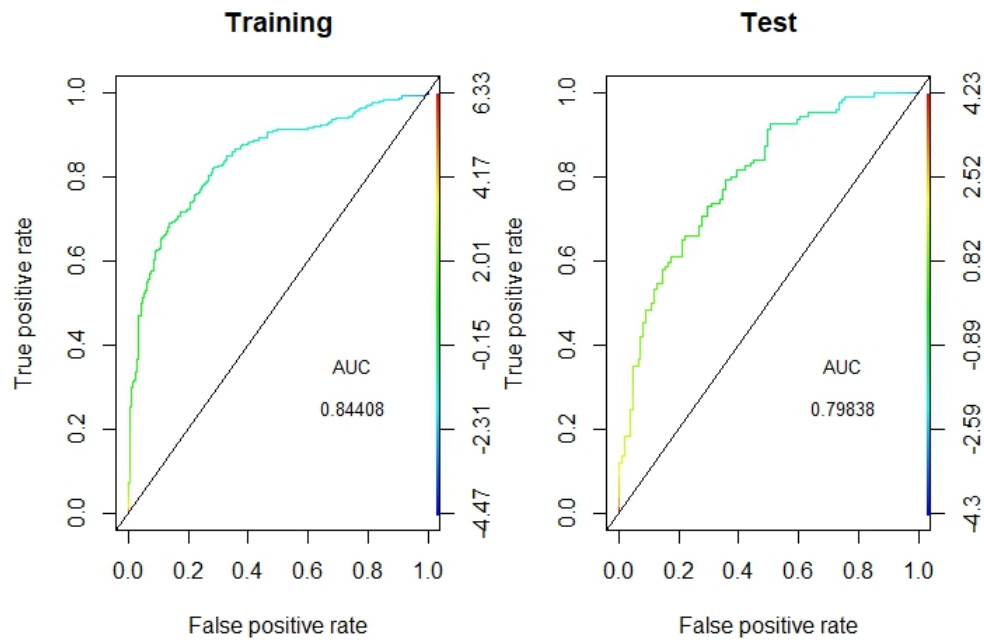 Training
True positive rate
1.0
0.8
0.6
0.4
0.2
0.0
0.0 0.2 0.4 0.6 0.8 1.0
False positive rate
AUC
0.84408
6.33
4.17
2.01
-0.15
-2.31
-4.47
Test
True positive rate
1.0
0.8
0.6
0.4
0.2
0.0
0.0 0.2 0.4 0.6 0.8 1.0
False positive rate
AUC
0.79838
4.23
2.52
0.82
-0.89
-2.59
-4.3